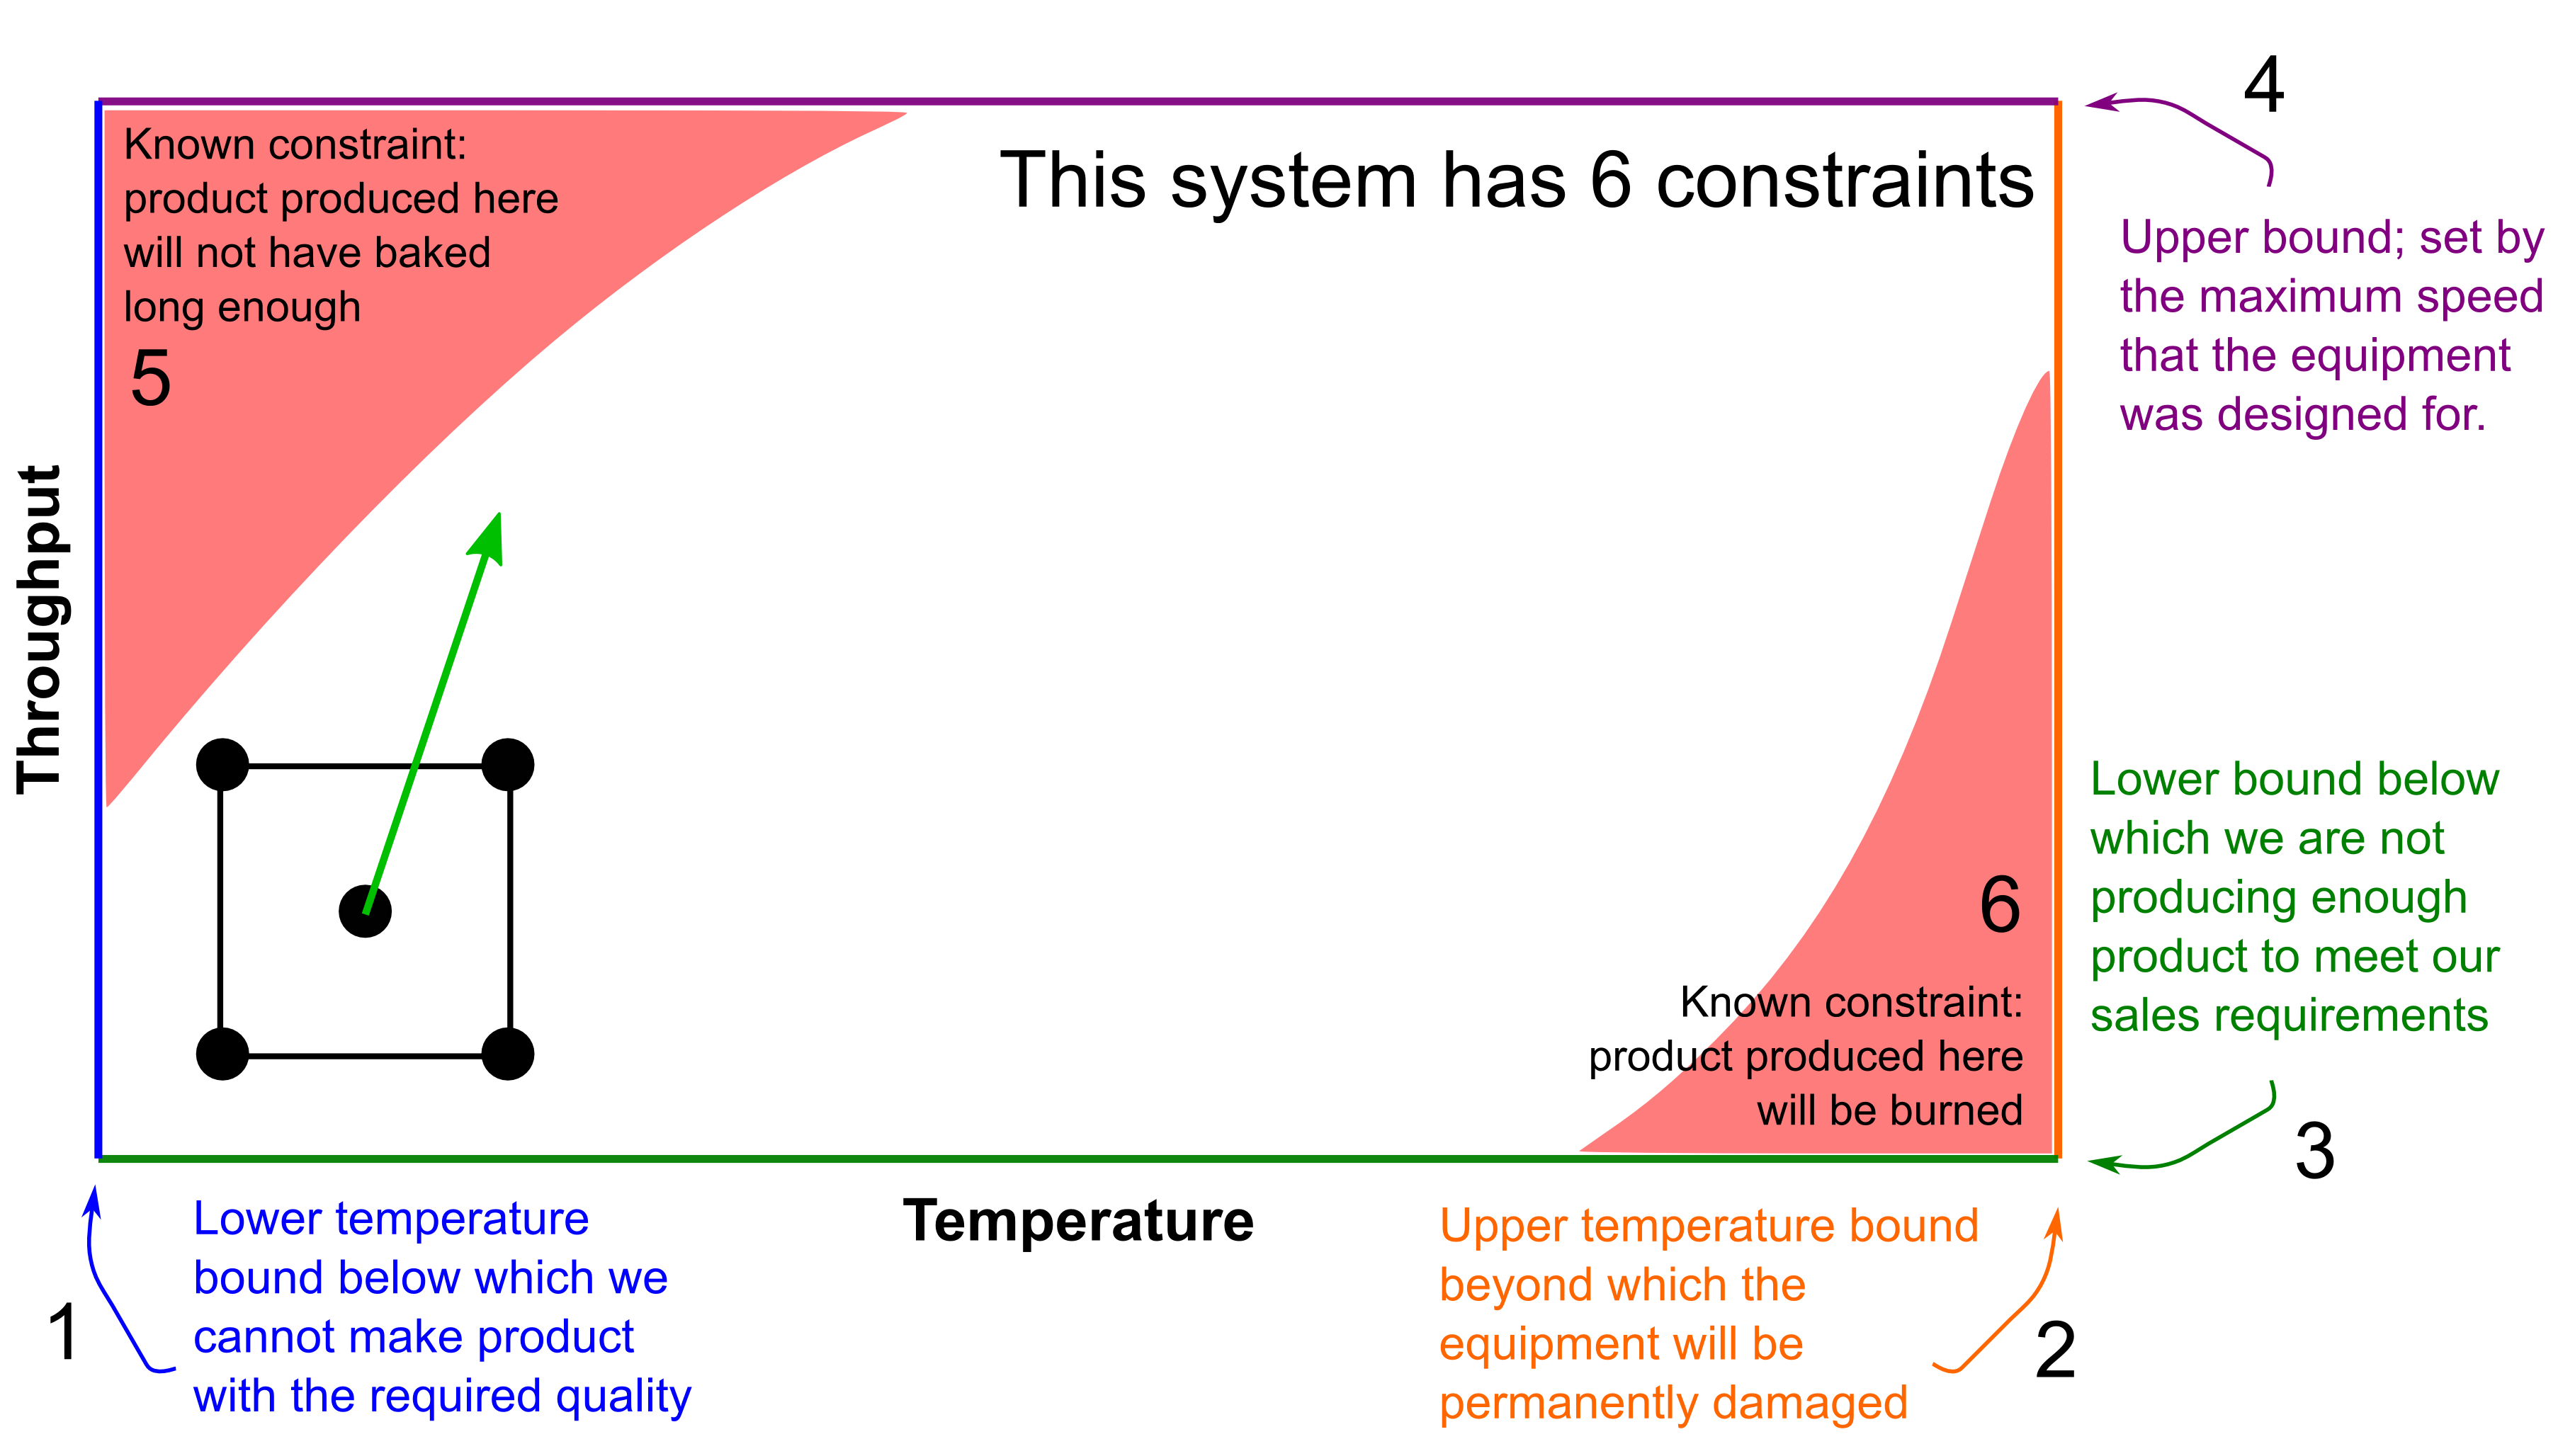 4
Known constraint:
product produced here
will not have baked
long enough
5
This system has 6 constraints
Upper bound; set by
the maximum speed
that the equipment
was designed for.
Throughput
Lower bound below
which we are not
producing enough
product to meet our
sales requirements
3
6
Known constraint:
product produced here
will be burned
Temperature
1
Lower temperature
bound below which we
cannot make product
with the required quality
Upper temperature bound
beyond which the
equipment will be
permanently damaged
2